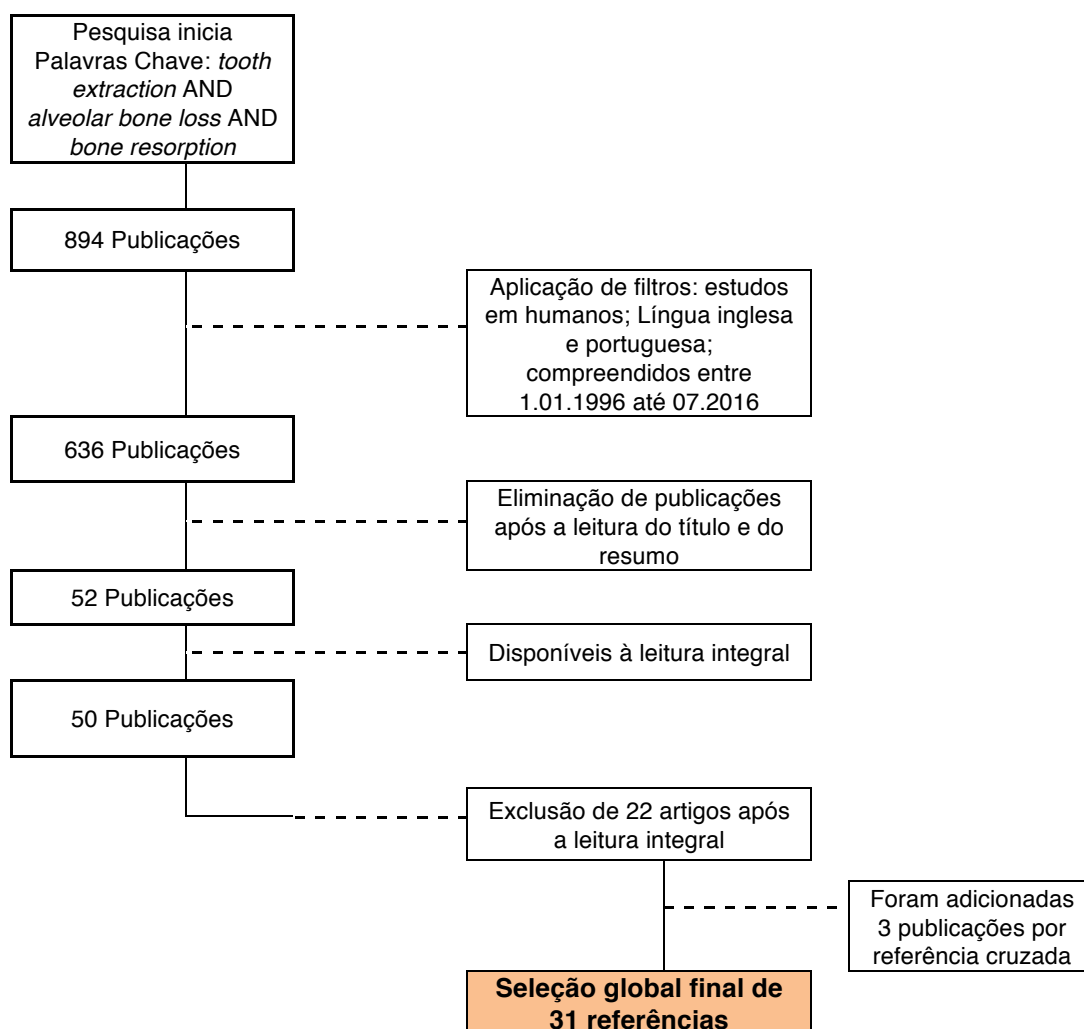 Pesquisa inicia
Palavras Chave: tooth
extraction AND
alveolar bone loss AND
bone resorption
894 Publicações
Aplicação de filtros: estudos
em humanos; Língua inglesa
e portuguesa;
compreendidos entre
1.01.1996 até 07.2016
636 Publicações
Eliminação de publicações
após a leitura do título e do
resumo
52 Publicações
Disponíveis à leitura integral
50 Publicações
Exclusão de 22 artigos após
a leitura integral
Foram adicionadas
3 publicações por
referência cruzada
Seleção global final de
31 referências